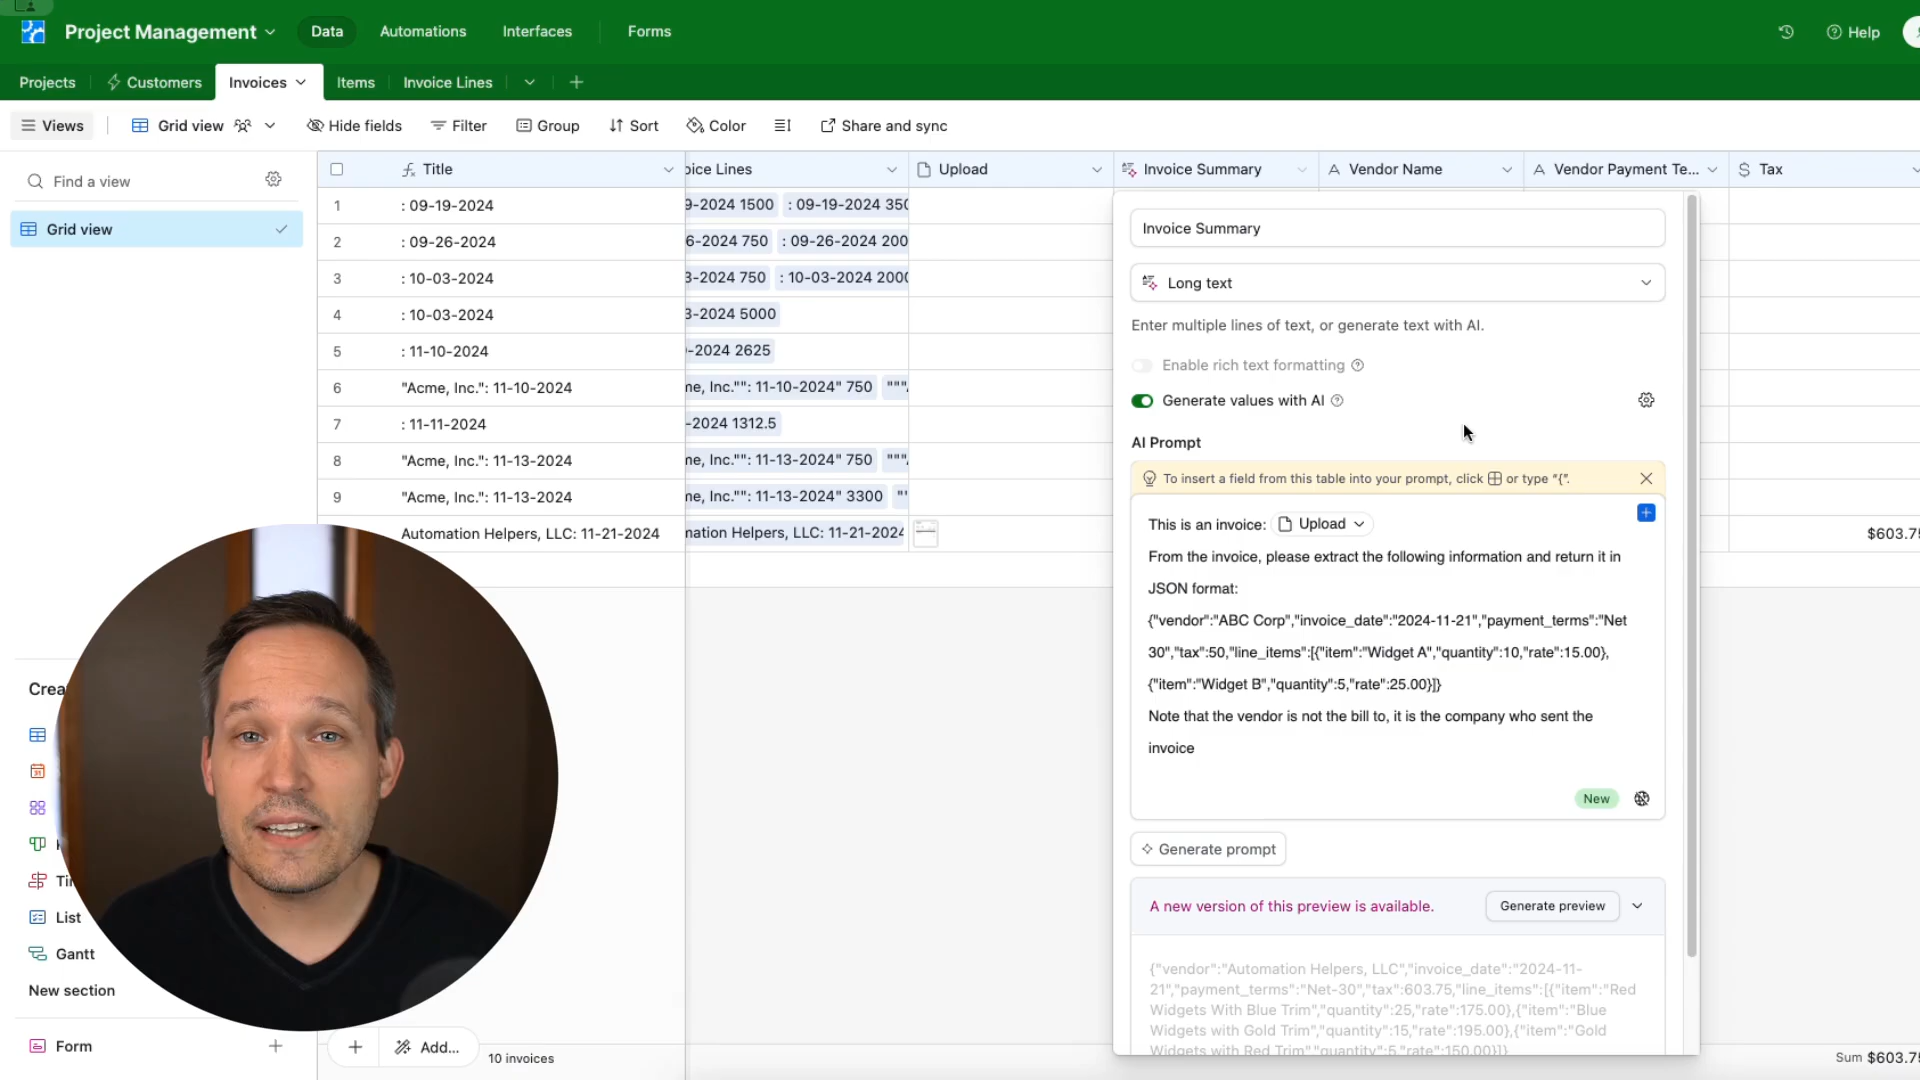 Project Management
Data
Automations
Interfaces
Forms
Help
Projects
Customers
Invoices
Items
Invoice Lines
Views
Grid view
Hide fields
Filter
Group
Sort
Color
Share and sync
Find a view
Grid view
Title
Lines
Upload
Invoice Summary
Vendor Name
Vendor Payment Te...
Tax
1
: 09-19-2024
9-2024 1500
: 09-19-2024 350
2
: 09-26-2024
6-2024 750
: 09-26-2024 200
3
: 10-03-2024
3-2024 750
: 10-03-2024 2000
4
: 10-03-2024
3-2024 5000
5
: 11-10-2024
-2024 2625
6
"Acme, Inc.": 11-10-2024
me, Inc."": 11-10-2024" 750
"""
7
: 11-11-2024
-2024 1312.5
8
"Acme, Inc.": 11-13-2024
me, Inc."": 11-13-2024" 750
"""
9
"Acme, Inc.": 11-13-2024
me, Inc."": 11-13-2024" 3300
"
Automation Helpers, LLC: 11-21-2024
mation Helpers, LLC: 11-21-2024
$603.75
Invoice Summary
Long text
Enter multiple lines of text, or generate text with AI.
Enable rich text formatting
Generate values with AI
AI Prompt
To insert a field from this table into your prompt, click or type "{".
This is an invoice: Upload
From the invoice, please extract the following information and return it in
JSON format:
{"vendor":"ABC Corp","invoice_date":"2024-11-21","payment_terms":"Net
30","tax":50,"line_items":[{"item":"Widget A","quantity":10,"rate":15.00},
{"item":"Widget B","quantity":5,"rate":25.00}]}
Note that the vendor is not the bill to, it is the company who sent the
invoice
New
Generate prompt
A new version of this preview is available.
Generate preview
{"vendor":"Automation Helpers, LLC","invoice_date":"2024-11-
21","payment_terms":"Net-30","tax":603.75,"line_items":[{"item":"Red
Widgets With Blue Trim","quantity":25,"rate":175.00},{"item":"Blue
Widgets with Gold Trim","quantity":15,"rate":195.00},{"item":"Gold
Widgets with Red Trim","quantity":5,"rate":150.00}]}
Crea
Ti
List
Gantt
New section
Form
Add...
10 invoices
Sum $603.75